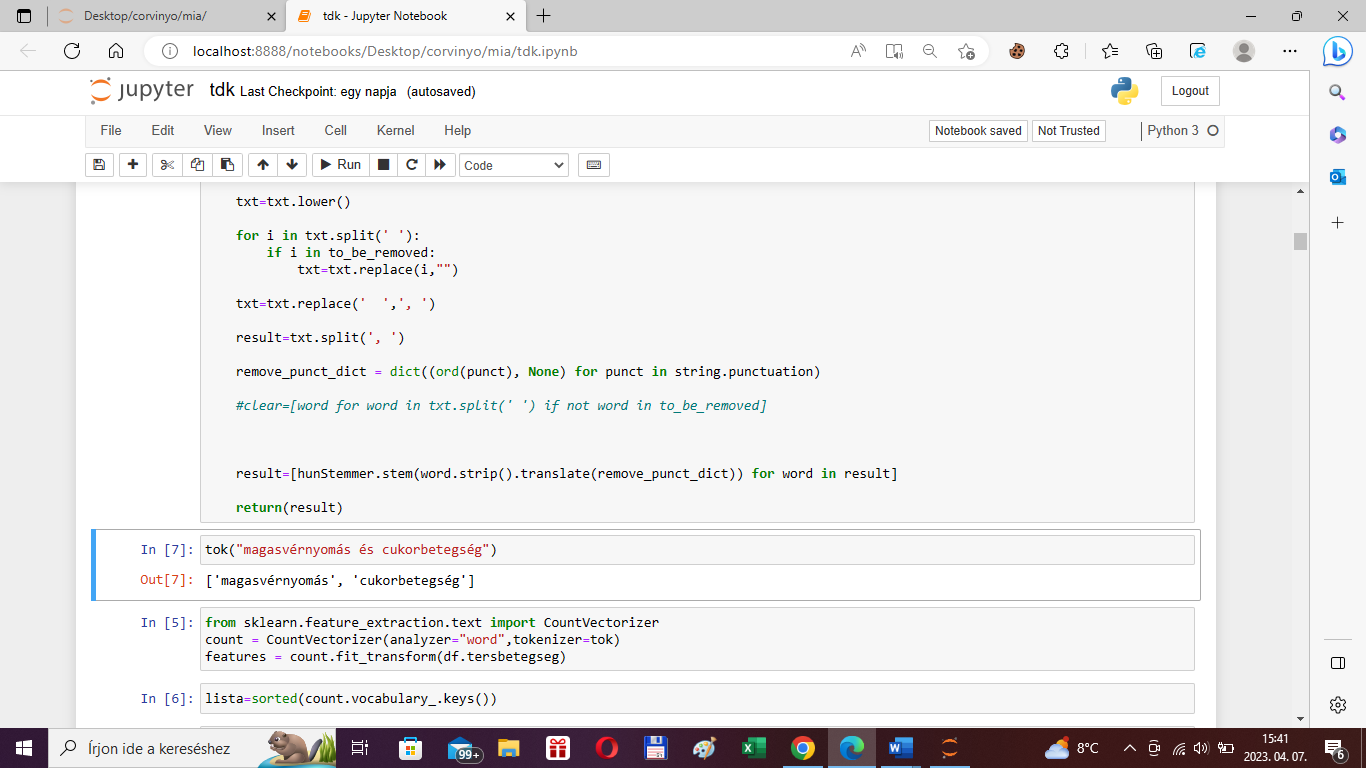 Desktop/corvinyo/mia/
tdk - Jupyter Notebook
localhost:8888/notebooks/Desktop/corvinyo/mia/tdk.ipynb
jupyter tdk Last Checkpoint: egy napja (autosaved)
Logout
File Edit View Insert Cell Kernel Help
Notebook saved Not Trusted Python 3
Run Code
txt=txt.lower()
for i in txt.split(' '):
if i in to_be_removed:
txt=txt.replace(i,"")
txt=txt.replace('  ',', ')
result=txt.split(', ')
remove_punct_dict = dict((ord(punct), None) for punct in string.punctuation)
#clear=[word for word in txt.split(' ') if not word in to_be_removed]
result=[hunStemmer.stem(word.strip().translate(remove_punct_dict)) for word in result]
return(result)
In [7]: tok("magasvérnyomás és cukorbetegség")
Out[7]: ['magasvérnyomás', 'cukorbetegség']
In [5]: from sklearn.feature_extraction.text import CountVectorizer
count = CountVectorizer(analyzer="word",tokenizer=tok)
features = count.fit_transform(df.tersbetegseg)
In [6]: lista=sorted(count.vocabulary_.keys())
Írjon ide a kereséshez
99+
8°C
15:41
2023. 04. 07.
6